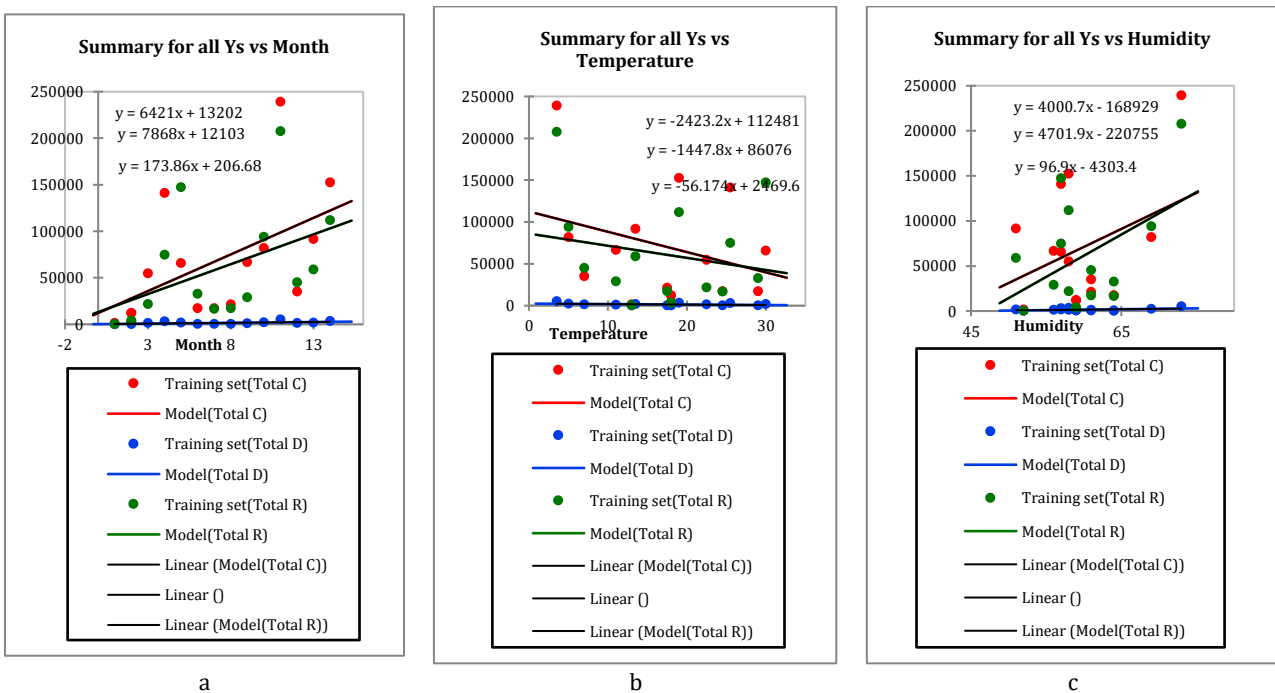 Summary for all Ys vs Month
250000
200000
150000
100000
50000
0
-2
3
8
13
Month
y = 6421x + 13202
y = 7868x + 12103
y = 173.86x + 206.68
Training set(Total C)
Model(Total C)
Training set(Total D)
Model(Total D)
Training set(Total R)
Model(Total R)
Linear (Model(Total C))
Linear ()
Linear (Model(Total R))
a
Summary for all Ys vs
Temperature
250000
200000
150000
100000
50000
0
0
10
20
30
Temperature
y = -2423.2x + 112481
y = -1447.8x + 86076
y = -56.174x + 2469.6
Training set(Total C)
Model(Total C)
Training set(Total D)
Model(Total D)
Training set(Total R)
Model(Total R)
Linear (Model(Total C))
Linear ()
Linear (Model(Total R))
b
Summary for all Ys vs Humidity
250000
200000
150000
100000
50000
0
45
65
Humidity
y = 4000.7x - 168929
y = 4701.9x - 220755
y = 96.9x - 4303.4
Training set(Total C)
Model(Total C)
Training set(Total D)
Model(Total D)
Training set(Total R)
Model(Total R)
Linear (Model(Total C))
Linear ()
Linear (Model(Total R))
c